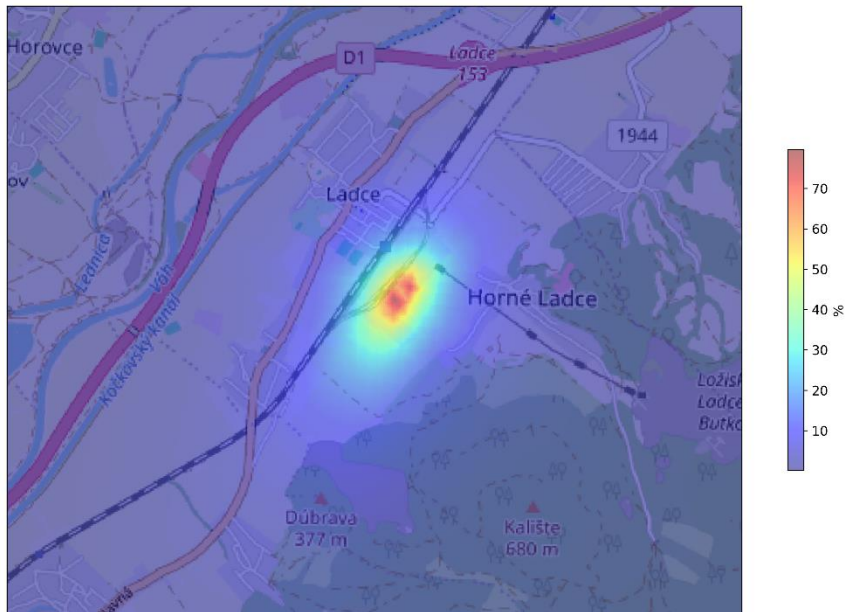 Horovce
D1
Ladce
153
1944
ov
Ladce
Lednica
Váh
Kočkovský kanál
Horné Ladce
Ložisk
Ladce
Butko
Dúbrava
377 m
Kalište
680 m
avná
70
60
50
40
30
20
10
%